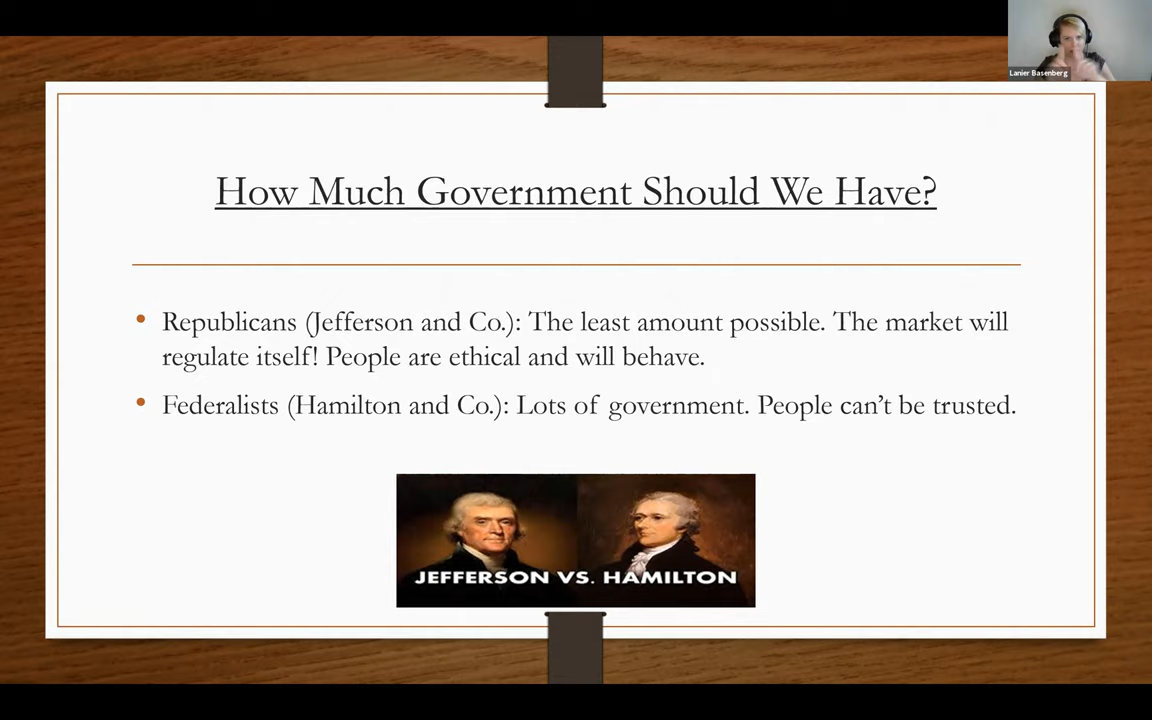 Lanier Basenberg
How Much Government Should We Have?
• Republicans (Jefferson and Co.): The least amount possible. The market will
regulate itself! People are ethical and will behave.
• Federalists (Hamilton and Co.): Lots of government. People can’t be trusted.
JEFFERSON VS. HAMILTON